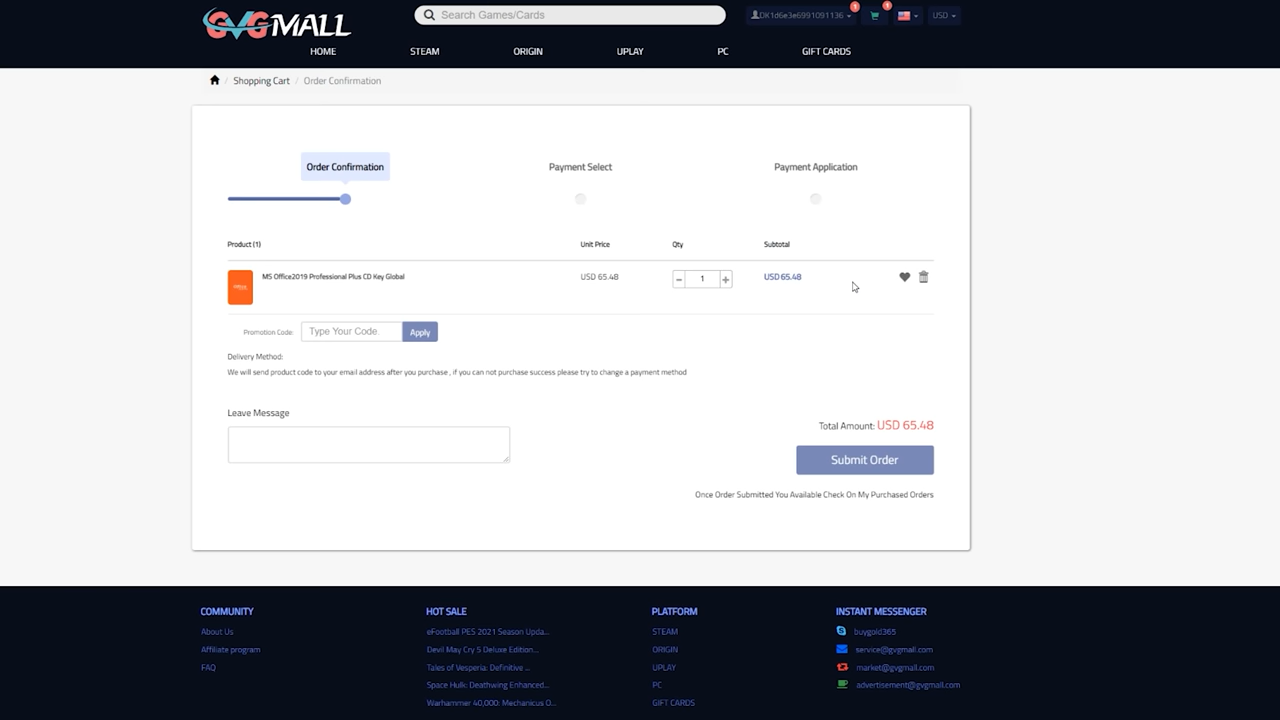 GVGMALL
Search Games/Cards
DK1d6e3e6991091136
1
1
USD
HOME
STEAM
ORIGIN
UPLAY
PC
GIFT CARDS
/ Shopping Cart / Order Confirmation
Order Confirmation
Payment Select
Payment Application
Product (1)
Unit Price
Qty
Subtotal
MS Office2019 Professional Plus CD Key Global
USD 65.48
− 1 +
USD 65.48
Promotion Code:
Type Your Code.
Apply
Delivery Method:
We will send product code to your email address after you purchase , if you can not purchase success please try to change a payment method
Leave Message
Total Amount: USD 65.48
Submit Order
Once Order Submitted You Available Check On My Purchased Orders
COMMUNITY
About Us
Affiliate program
FAQ
HOT SALE
eFootball PES 2021 Season Upda...
Devil May Cry 5 Deluxe Edition...
Tales of Vesperia: Definitive ...
Space Hulk: Deathwing Enhanced...
Warhammer 40,000: Mechanicus O...
PLATFORM
STEAM
ORIGIN
UPLAY
PC
GIFT CARDS
INSTANT MESSENGER
buygold365
service@gvgmall.com
market@gvgmall.com
advertisement@gvgmall.com